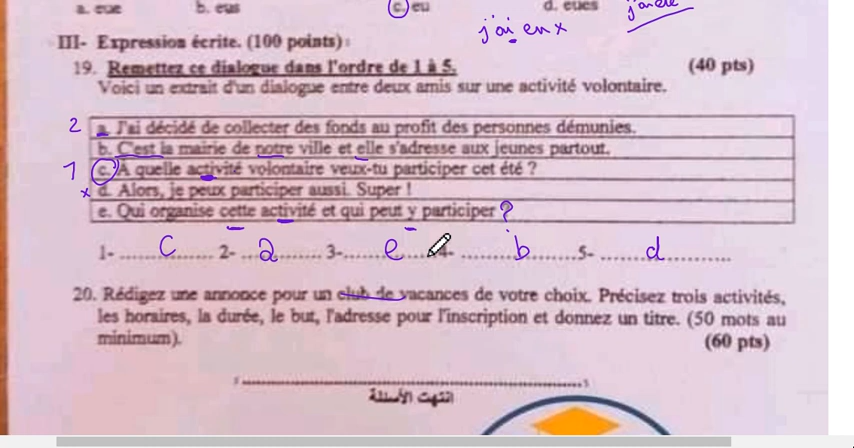 a. eue b. eus c. eu d. eues
j'ai eux
III- Expression écrite. (100 points) :
19. Remettez ce dialogue dans l'ordre de 1 à 5. (40 pts)
Voici un extrait d'un dialogue entre deux amis sur une activité volontaire.
2 a. J'ai décidé de collecter des fonds au profit des personnes démunies.
b. C'est la mairie de notre ville et elle s'adresse aux jeunes partout.
1 c. A quelle activité volontaire veux-tu participer cet été ?
x d. Alors, je peux participer aussi. Super !
e. Qui organise cette activité et qui peut y participer ?
1- ........ c ........ 2- ... a ........ 3- ........ e ........ 4- ........ b ........ 5- ........ d ............
20. Rédigez une annonce pour un club de vacances de votre choix. Précisez trois activités,
les horaires, la durée, le but, l'adresse pour l'inscription et donnez un titre. (50 mots au
minimum). (60 pts)
انتهت الأسئلة